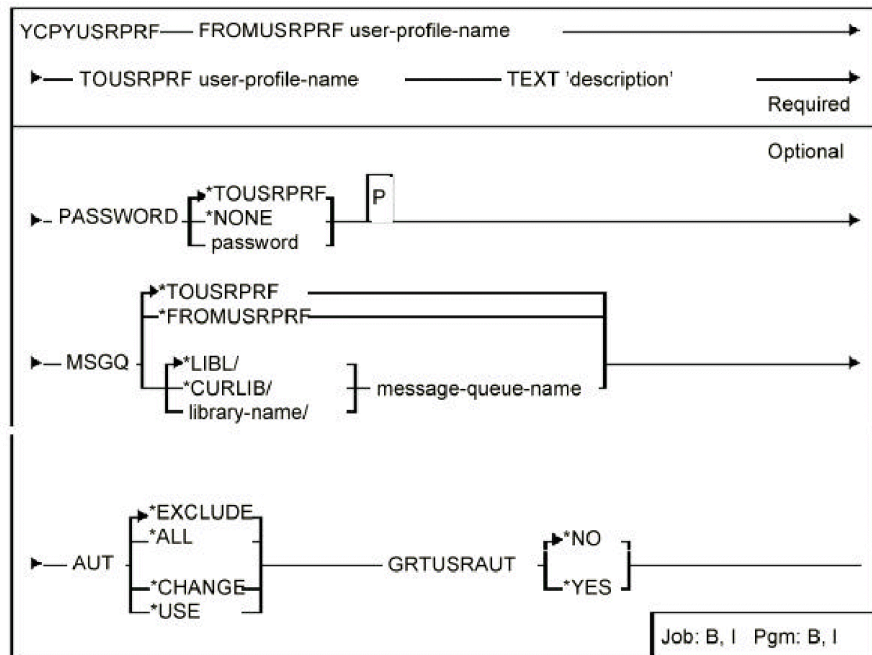 YCPYUSRPRF FROMUSRPRF user-profile-name
TOUSRPRF user-profile-name TEXT 'description'
Required
Optional
*TOUSRPRF P
PASSWORD *NONE
password
*TOUSRPRF
*FROMUSRPRF
MSGQ *LIBL/
*CURLIB/ message-queue-name
library-name/
*EXCLUDE
*ALL *NO
AUT GRTUSRAUT
*CHANGE *YES
*USE
Job: B, I Pgm: B, I